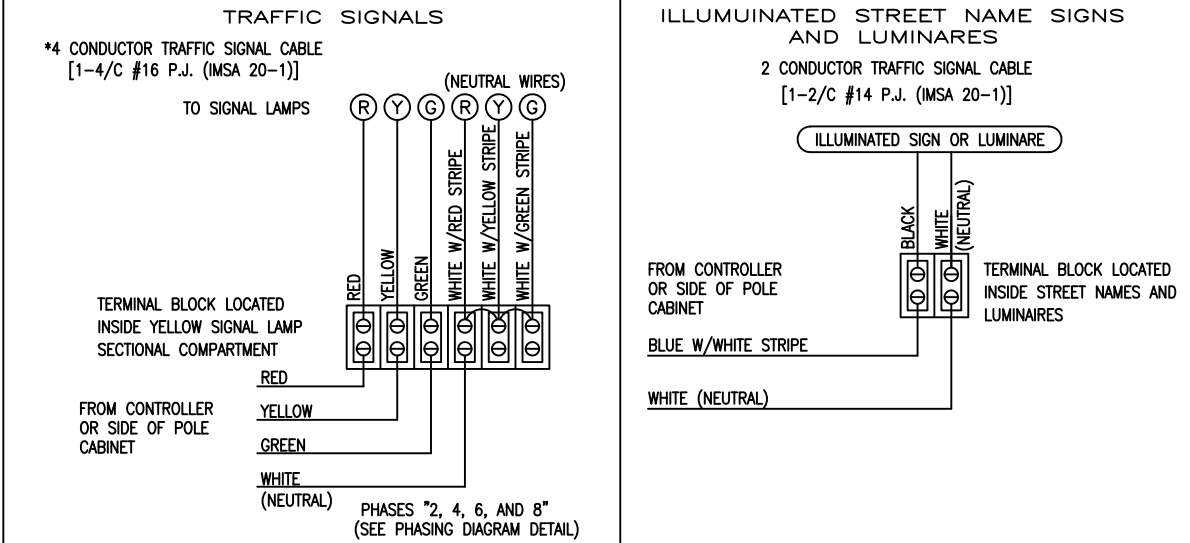 TRAFFIC SIGNALS
*4 CONDUCTOR TRAFFIC SIGNAL CABLE
[1-4/C #16 P.J. (IMSA 20-1)]
(NEUTRAL WIRES)
TO SIGNAL LAMPS
R Y G R Y G
RED
YELLOW
GREEN
WHITE W/RED STRIPE
WHITE W/YELLOW STRIPE
WHITE W/GREEN STRIPE
TERMINAL BLOCK LOCATED
INSIDE YELLOW SIGNAL LAMP
SECTIONAL COMPARTMENT
RED
YELLOW
GREEN
WHITE
(NEUTRAL)
FROM CONTROLLER
OR SIDE OF POLE
CABINET
PHASES "2, 4, 6, AND 8"
(SEE PHASING DIAGRAM DETAIL)
ILLUMUINATED STREET NAME SIGNS
AND LUMINARES
2 CONDUCTOR TRAFFIC SIGNAL CABLE
[1-2/C #14 P.J. (IMSA 20-1)]
ILLUMINATED SIGN OR LUMINARE
BLACK
WHITE
(NEUTRAL)
FROM CONTROLLER
OR SIDE OF POLE
CABINET
TERMINAL BLOCK LOCATED
INSIDE STREET NAMES AND
LUMINAIRES
BLUE W/WHITE STRIPE
WHITE (NEUTRAL)